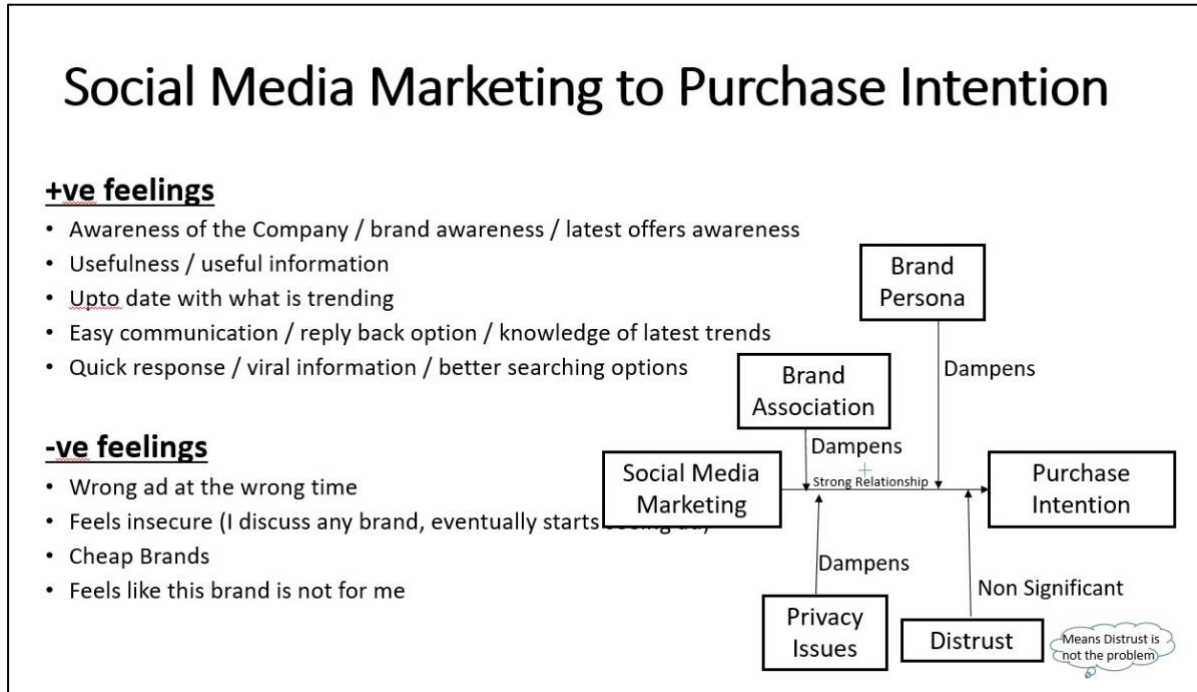 Social Media Marketing to Purchase Intention
+ve feelings
• Awareness of the Company / brand awareness / latest offers awareness
• Usefulness / useful information
• Upto date with what is trending
• Easy communication / reply back option / knowledge of latest trends
• Quick response / viral information / better searching options
-ve feelings
• Wrong ad at the wrong time
• Feels insecure (I discuss any brand, eventually starts
• Cheap Brands
• Feels like this brand is not for me
Brand
Persona
Dampens
Brand
Association
Dampens
+
Strong Relationship
Social Media
Marketing
Purchase
Intention
Dampens
Privacy
Issues
Non Significant
Distrust
Means Distrust is
not the problem